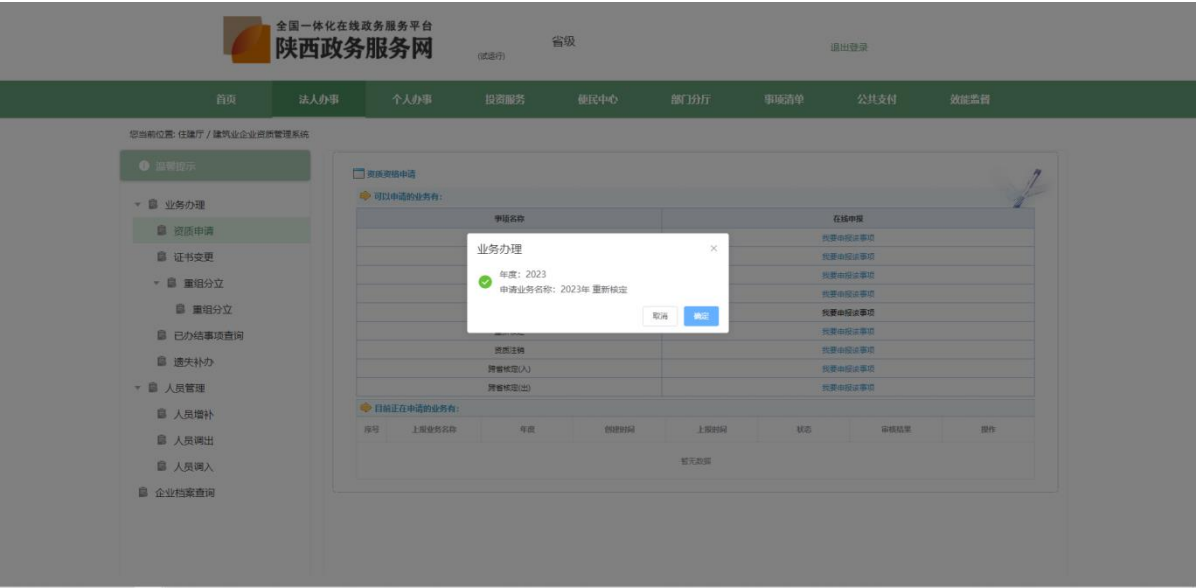 全国一体化在线政务服务平台
陕西政务服务网
(试运行)
省级
退出登录
首页 法人办事 个人办事 投资服务 便民中心 部门分厅 事项清单 公共支付 效能监督
您当前位置: 住建厅 / 建筑业企业资质管理系统
温馨提示
业务办理
资质申请
证书变更
重组分立
重组分立
已办结事项查询
遗失补办
人员管理
人员增补
人员调出
人员调入
企业档案查询
资质资格申请
可以申请的业务有:
申请名称 在线申报
我要申报该事项
我要申报该事项
我要申报该事项
我要申报该事项
我要申报该事项
重新核定 我要申报该事项
资质注销 我要申报该事项
跨省核定(入) 我要申报该事项
跨省核定(出) 我要申报该事项
目前正在申请的业务有:
序号 上报业务名称 年度 创建时间 上报时间 状态 审核结果 操作
暂无数据
业务办理
年度: 2023
申请业务名称: 2023年 重新核定
取消 确定